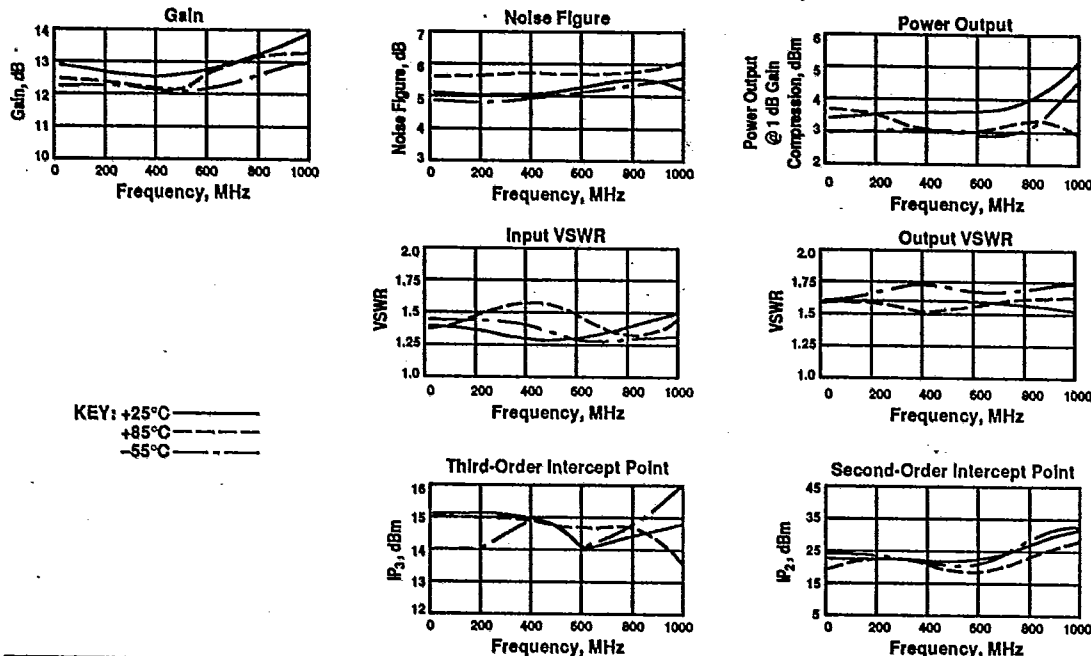 Gain
14
13
12
11
10
Gain, dB
0 200 400 600 800 1000
Frequency, MHz
Noise Figure
7
6
5
4
3
Noise Figure, dB
0 200 400 600 800 1000
Frequency, MHz
Power Output
6
5
4
3
2
Power Output
@ 1 dB Gain
Compression, dBm
0 200 400 600 800 1000
Frequency, MHz
Input VSWR
2.0
1.75
1.5
1.25
1.0
VSWR
0 200 400 600 800 1000
Frequency, MHz
Output VSWR
2.0
1.75
1.5
1.25
1.0
VSWR
0 200 400 600 800 1000
Frequency, MHz
KEY: +25°C
+85°C
–55°C
Third-Order Intercept Point
16
15
14
13
12
IP3, dBm
0 200 400 600 800 1000
Frequency, MHz
Second-Order Intercept Point
45
35
25
15
5
IP2, dBm
0 200 400 600 800 1000
Frequency, MHz